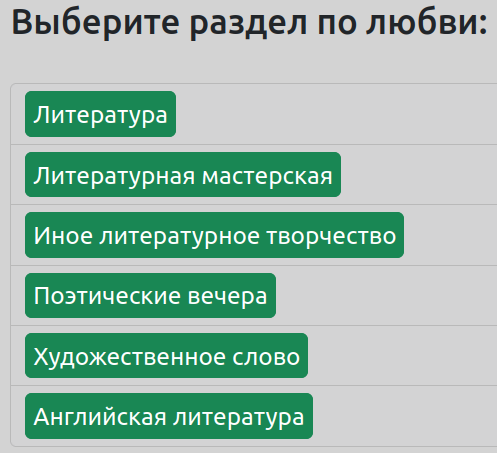 Выберите раздел по любви:
Литература
Литературная мастерская
Иное литературное творчество
Поэтические вечера
Художественное слово
Английская литература